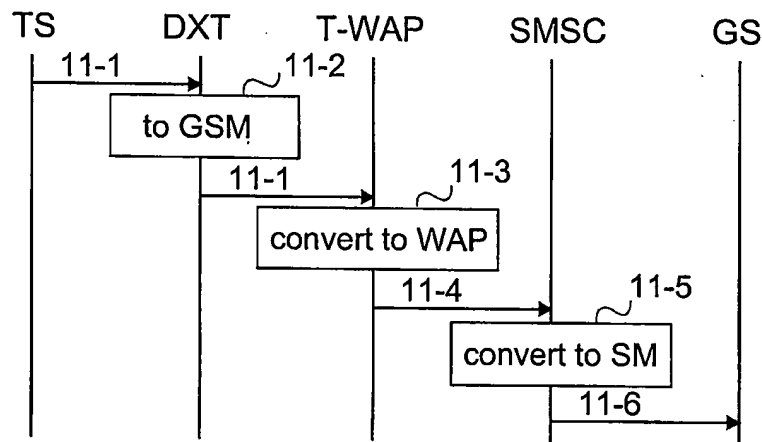 TS DXT T-WAP SMSC GS
11-1
11-2
to GSM
11-1
11-3
convert to WAP
11-4
11-5
convert to SM
11-6